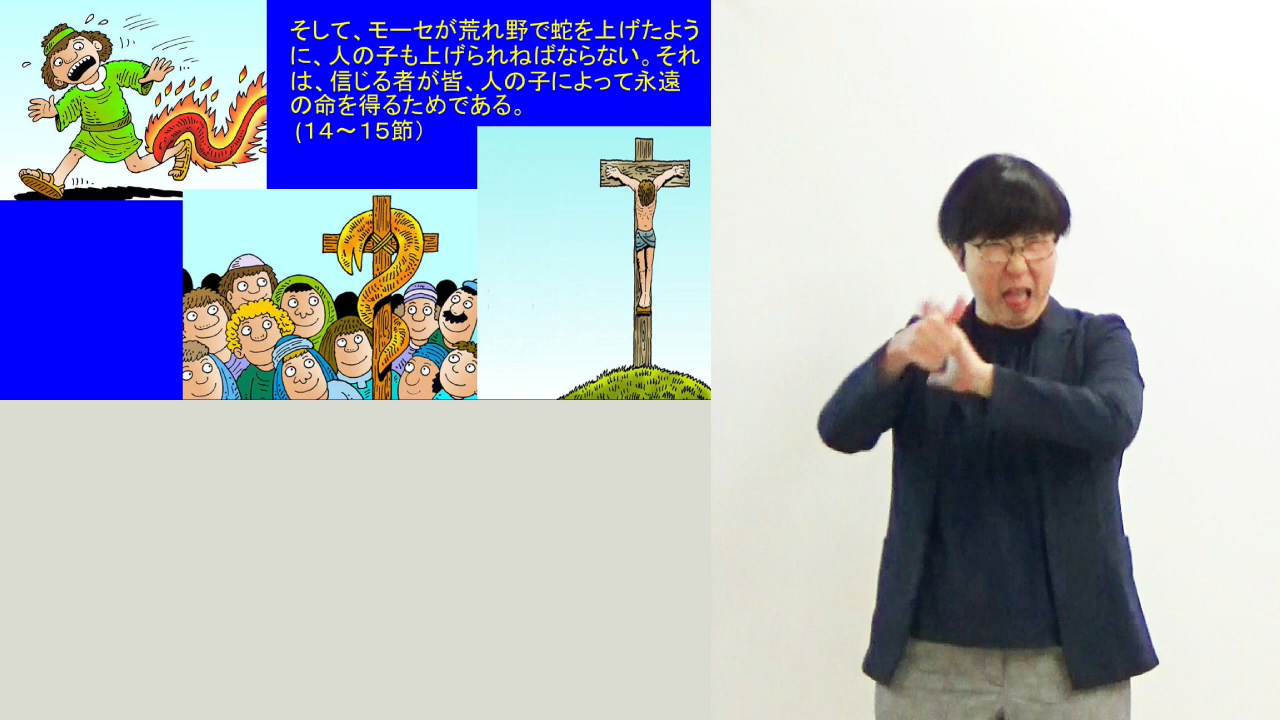 そして、モーセが荒れ野で蛇を上げたよう
に、人の子も上げられねばならない。それ
は、信じる者が皆、人の子によって永遠
の命を得るためである。
(１４～１５節）